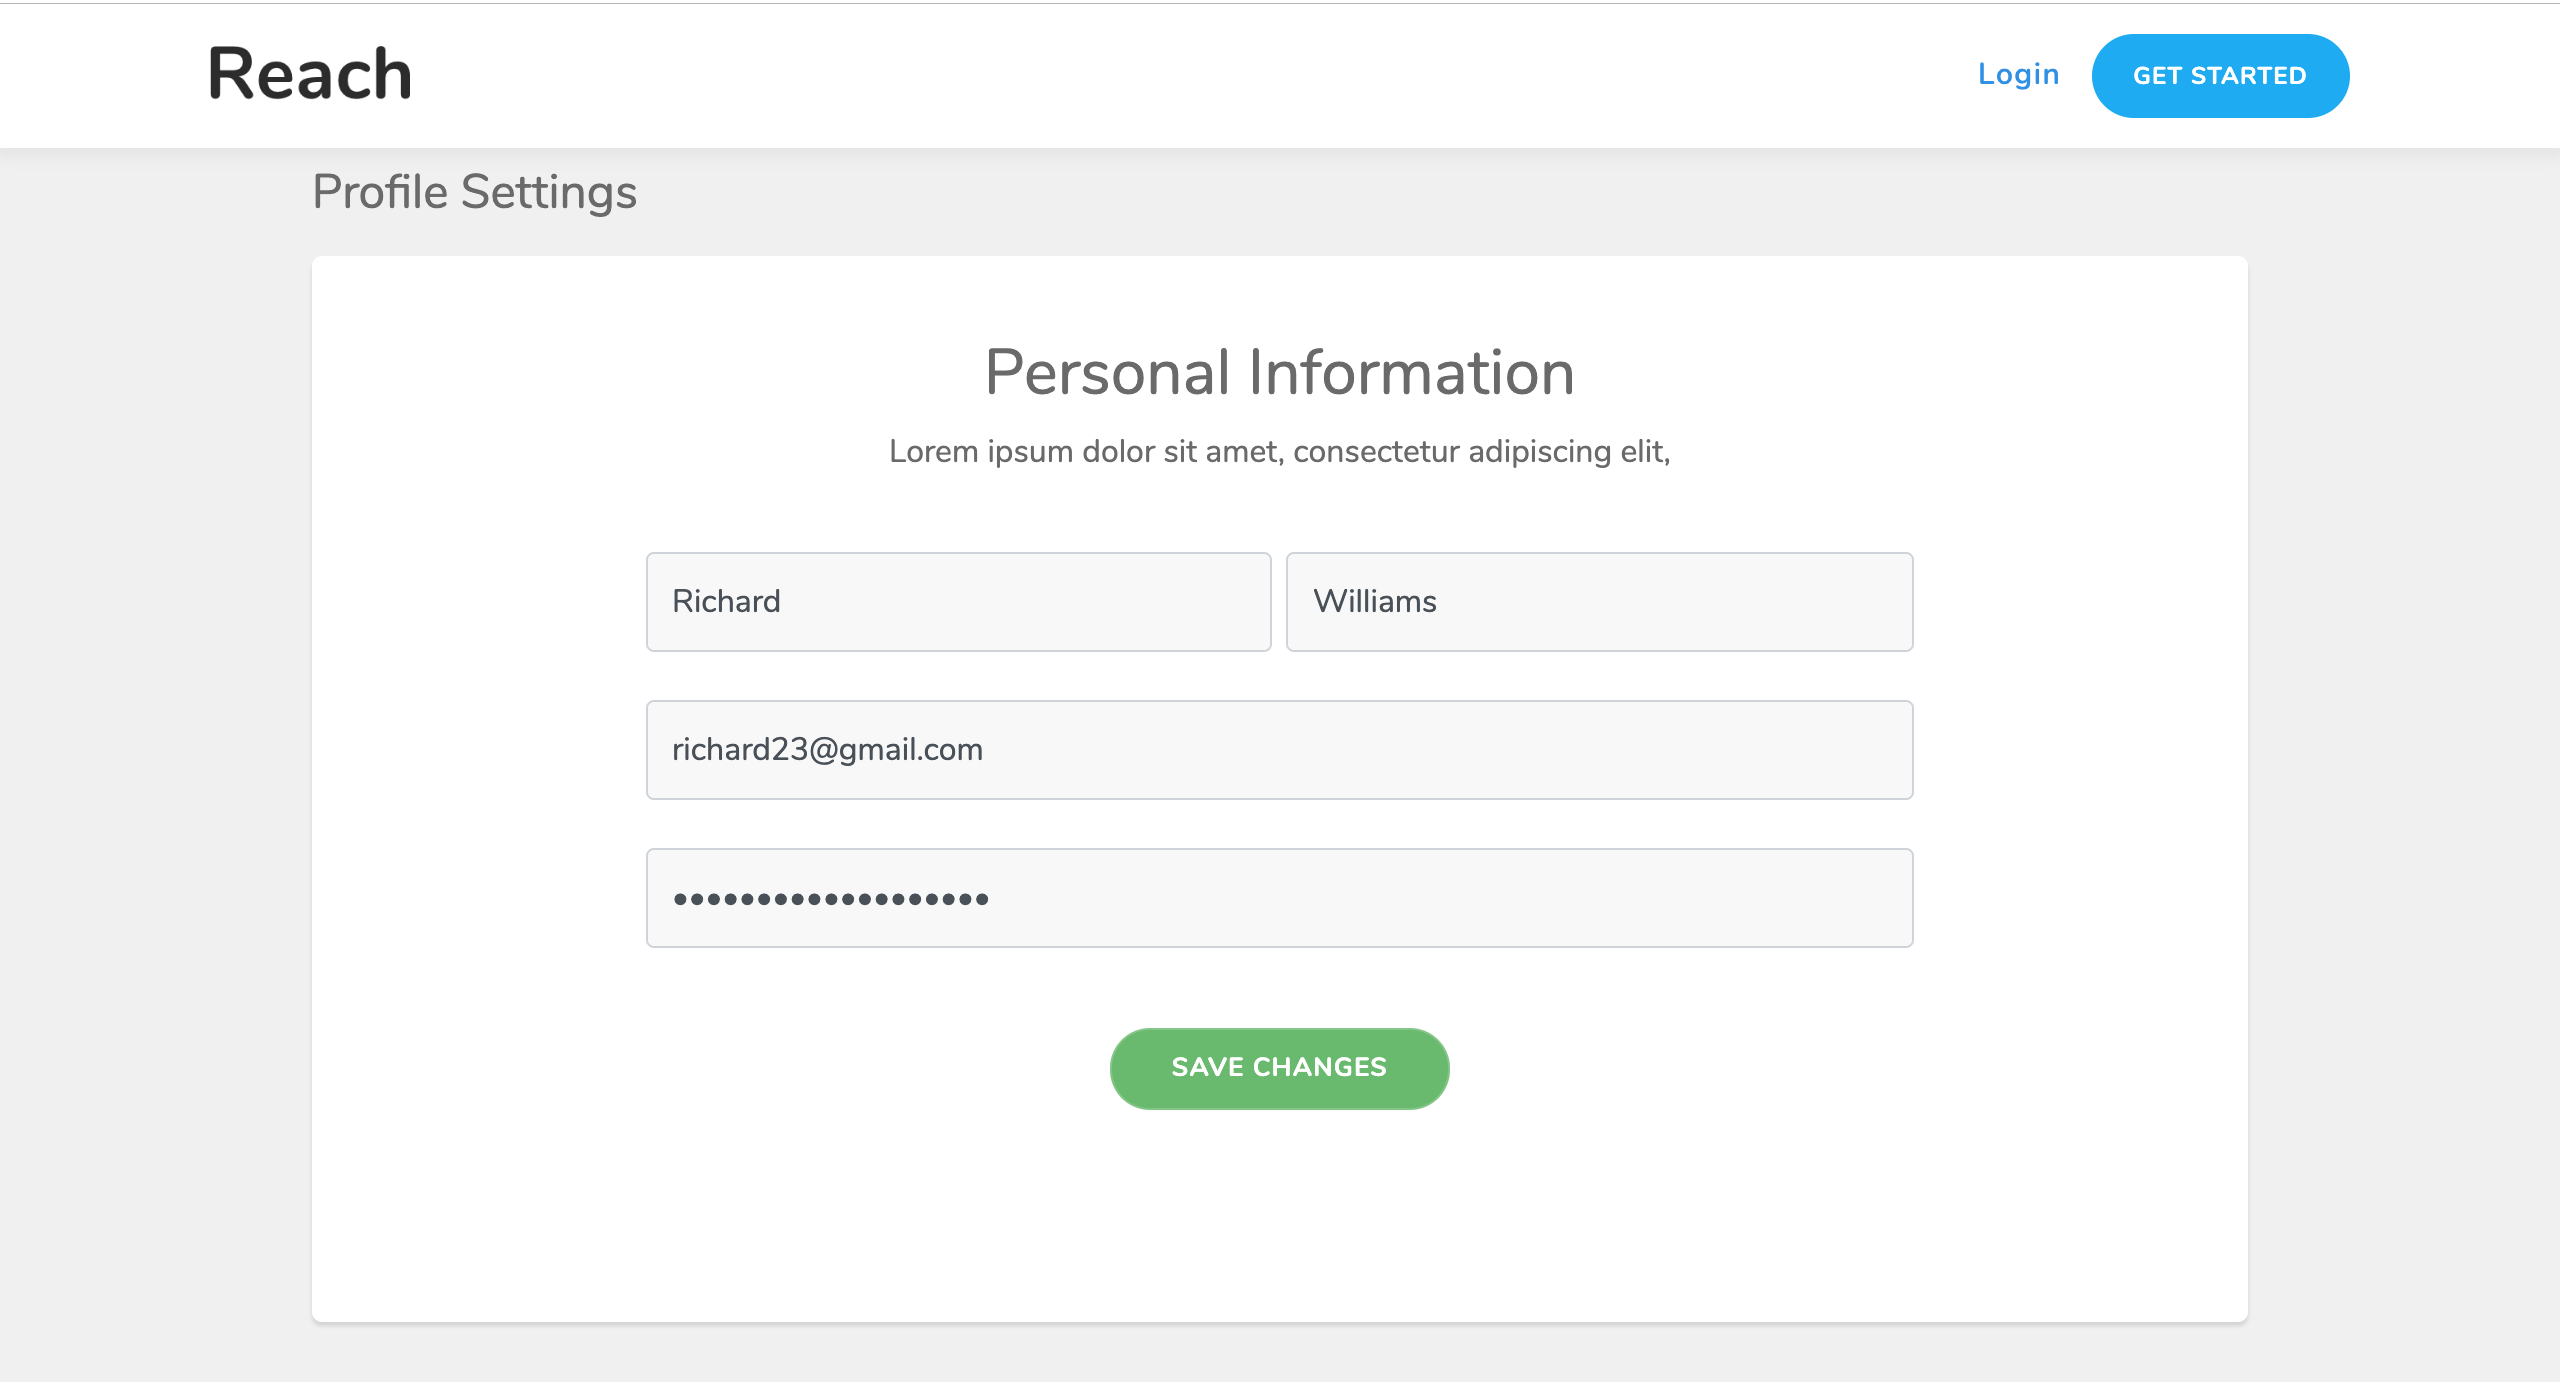 Reach
Login
GET STARTED
Profile Settings
Personal Information
Lorem ipsum dolor sit amet, consectetur adipiscing elit,
Richard
Williams
richard23@gmail.com
•••••••••••••••••••
SAVE CHANGES